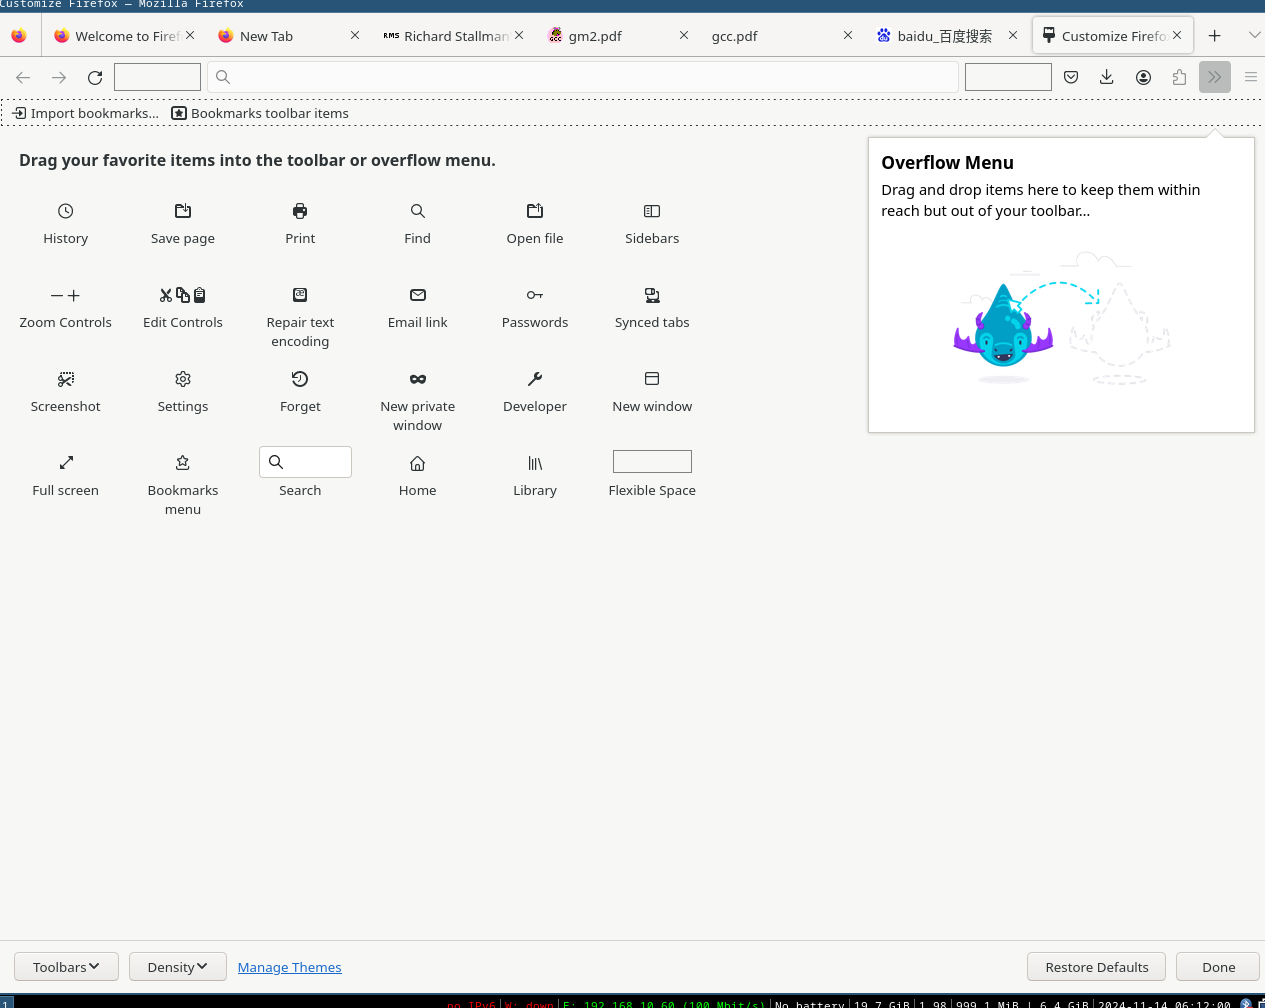 Customize Firefox — Mozilla Firefox
Welcome to Firef
New Tab
RMS Richard Stallman
gm2.pdf
gcc.pdf
baidu_百度搜索
Customize Firefo
Import bookmarks...
Bookmarks toolbar items
Drag your favorite items into the toolbar or overflow menu.
Overflow Menu
Drag and drop items here to keep them within
reach but out of your toolbar...
History
Save page
Print
Find
Open file
Sidebars
Zoom Controls
Edit Controls
Repair text
encoding
Email link
Passwords
Synced tabs
Screenshot
Settings
Forget
New private
window
Developer
New window
Full screen
Bookmarks
menu
Search
Home
Library
Flexible Space
Toolbars
Density
Manage Themes
Restore Defaults
Done
1
no IPv6 | W: down | E: 192.168.10.60 (100 Mbit/s) | No battery | 19.7 GiB | 1.98 | 999.1 MiB | 6.4 GiB | 2024-11-14 06:12:00